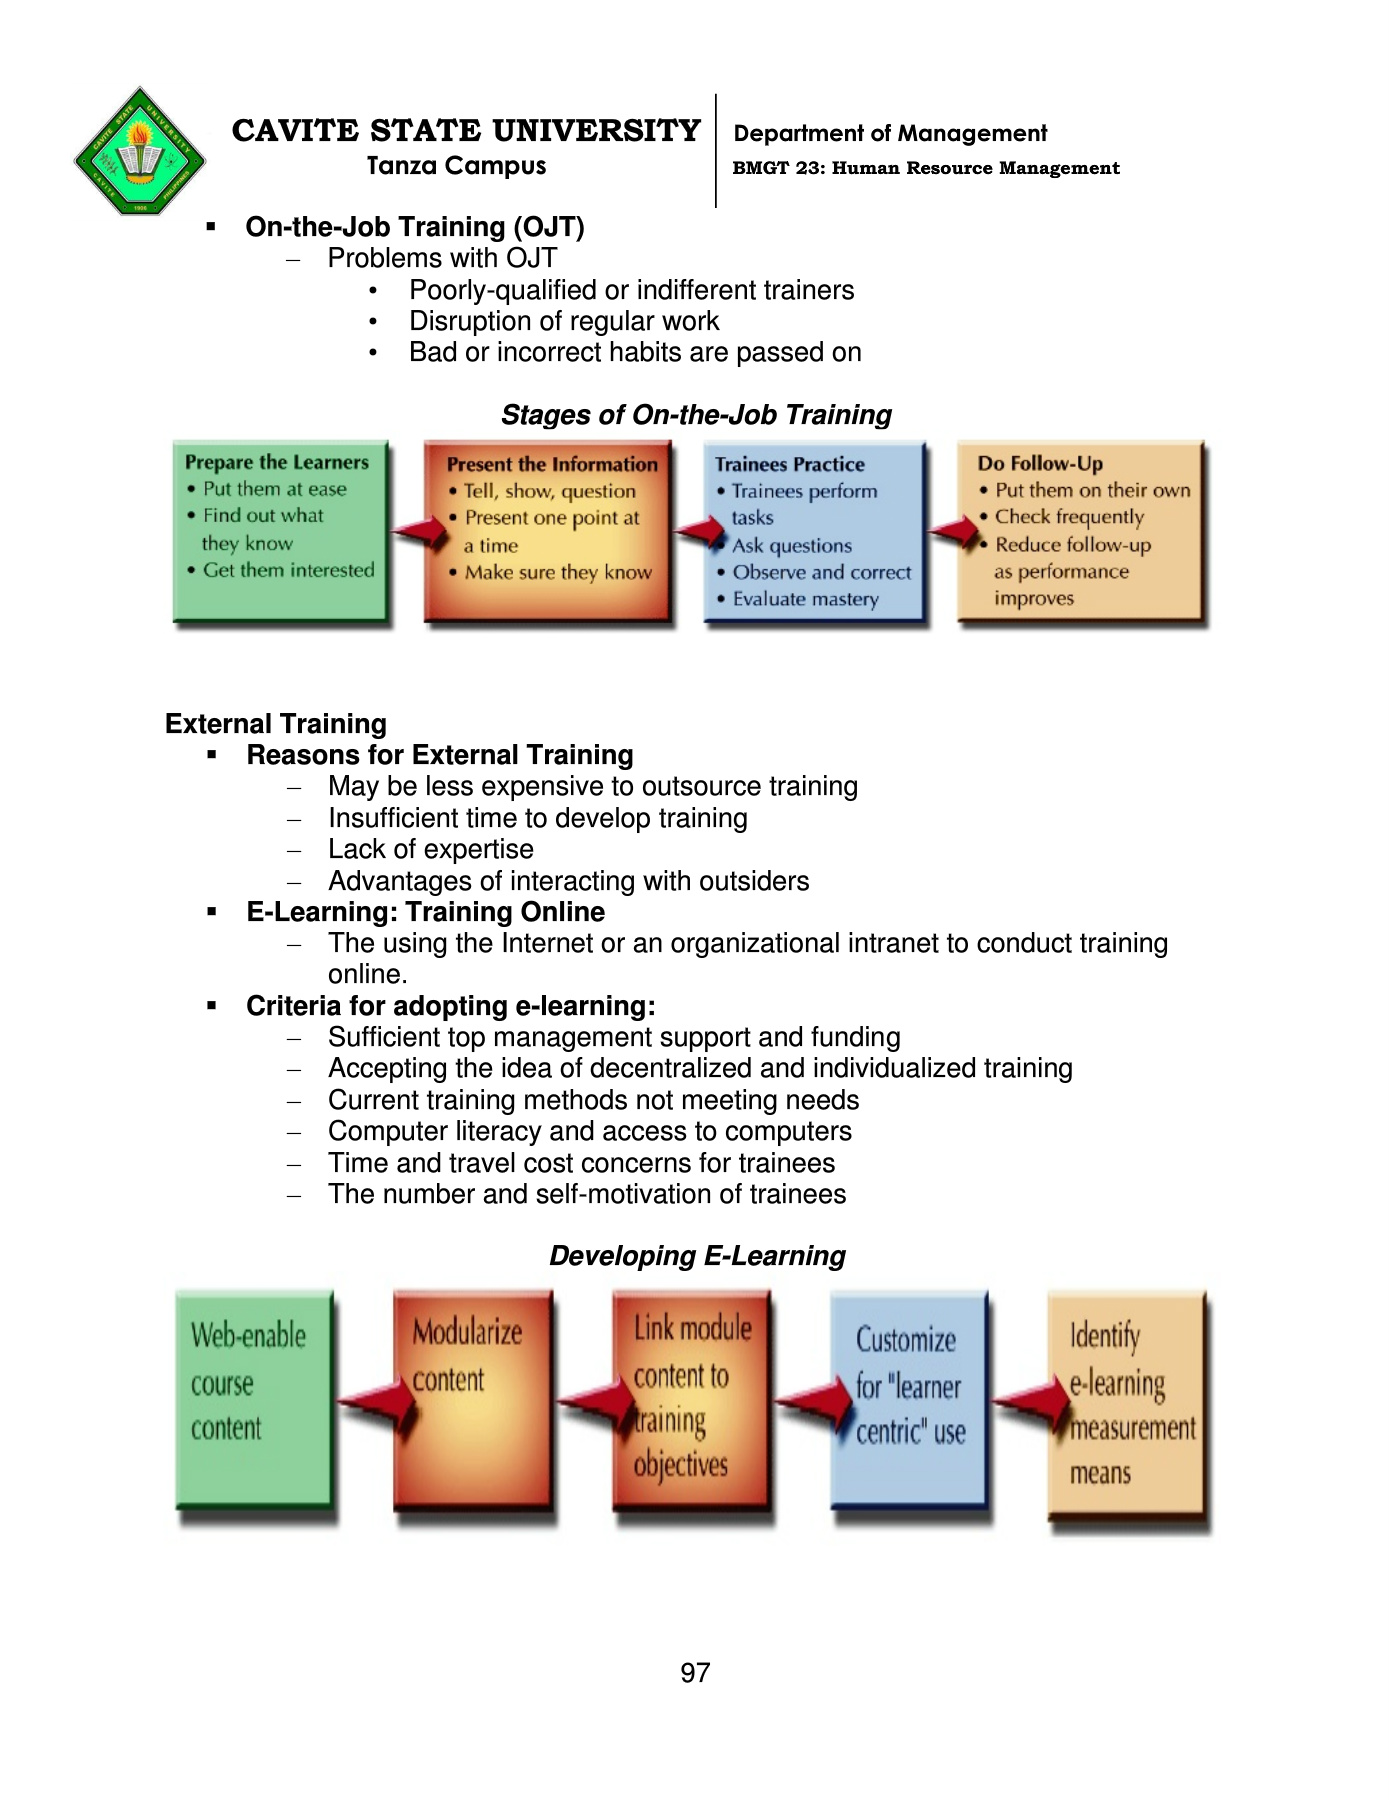 CAVITE STATE UNIVERSITY
Tanza Campus
Department of Management
BMGT 23: Human Resource Management
CAVITE STATE UNIVERSITY
CAVITE
PHILIPPINES
1906
▪ On-the-Job Training (OJT)
– Problems with OJT
• Poorly-qualified or indifferent trainers
• Disruption of regular work
• Bad or incorrect habits are passed on
Stages of On-the-Job Training
Prepare the Learners
• Put them at ease
• Find out what
they know
• Get them interested
Present the Information
• Tell, show, question
• Present one point at
a time
• Make sure they know
Trainees Practice
• Trainees perform
tasks
• Ask questions
• Observe and correct
• Evaluate mastery
Do Follow-Up
• Put them on their own
• Check frequently
• Reduce follow-up
as performance
improves
External Training
▪ Reasons for External Training
– May be less expensive to outsource training
– Insufficient time to develop training
– Lack of expertise
– Advantages of interacting with outsiders
▪ E-Learning: Training Online
– The using the Internet or an organizational intranet to conduct training
online.
▪ Criteria for adopting e-learning:
– Sufficient top management support and funding
– Accepting the idea of decentralized and individualized training
– Current training methods not meeting needs
– Computer literacy and access to computers
– Time and travel cost concerns for trainees
– The number and self-motivation of trainees
Developing E-Learning
Web-enable
course
content
Modularize
content
Link module
content to
training
objectives
Customize
for "learner
centric" use
Identify
e-learning
measurement
means
97